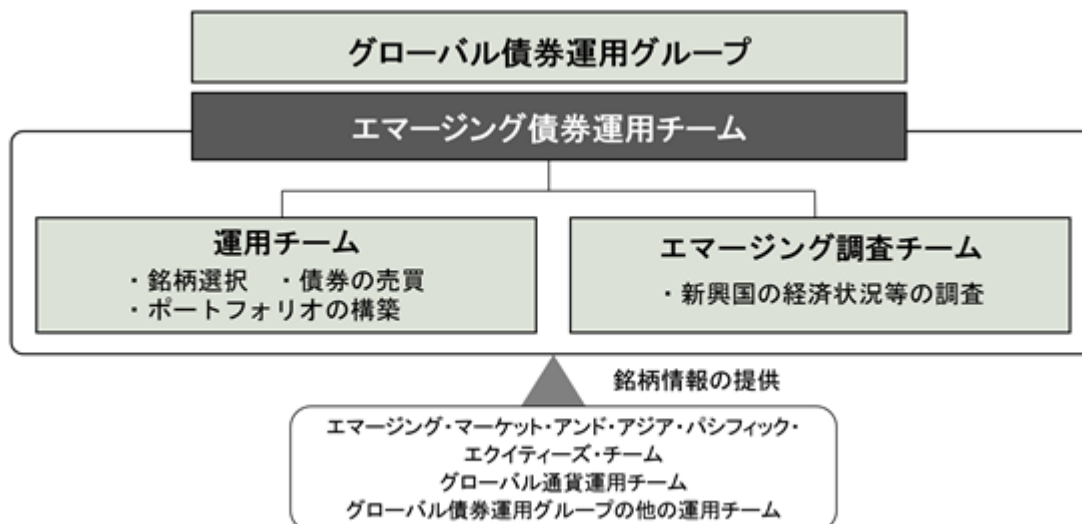 グローバル債券運用グループ
エマージング債券運用チーム
運用チーム
・銘柄選択　・債券の売買
・ポートフォリオの構築
エマージング調査チーム
・新興国の経済状況等の調査
銘柄情報の提供
エマージング・マーケット・アンド・アジア・パシフィック・
エクイティーズ・チーム
グローバル通貨運用チーム
グローバル債券運用グループの他の運用チーム